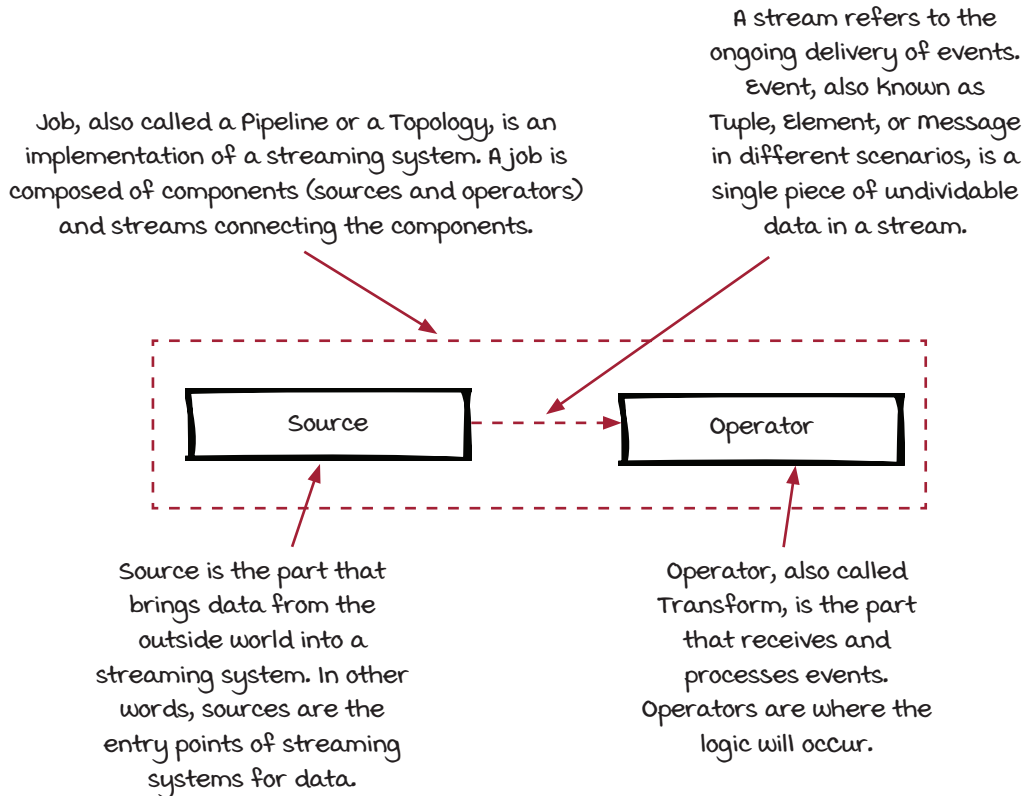 A stream refers to the
ongoing delivery of events.
Event, also known as
Tuple, Element, or Message
in different scenarios, is a
single piece of undividable
data in a stream.
Job, also called a Pipeline or a Topology, is an
implementation of a streaming system. A job is
composed of components (sources and operators)
and streams connecting the components.
Source
Operator
Source is the part that
brings data from the
outside world into a
streaming system. In other
words, sources are the
entry points of streaming
systems for data.
Operator, also called
Transform, is the part
that receives and
processes events.
Operators are where the
logic will occur.